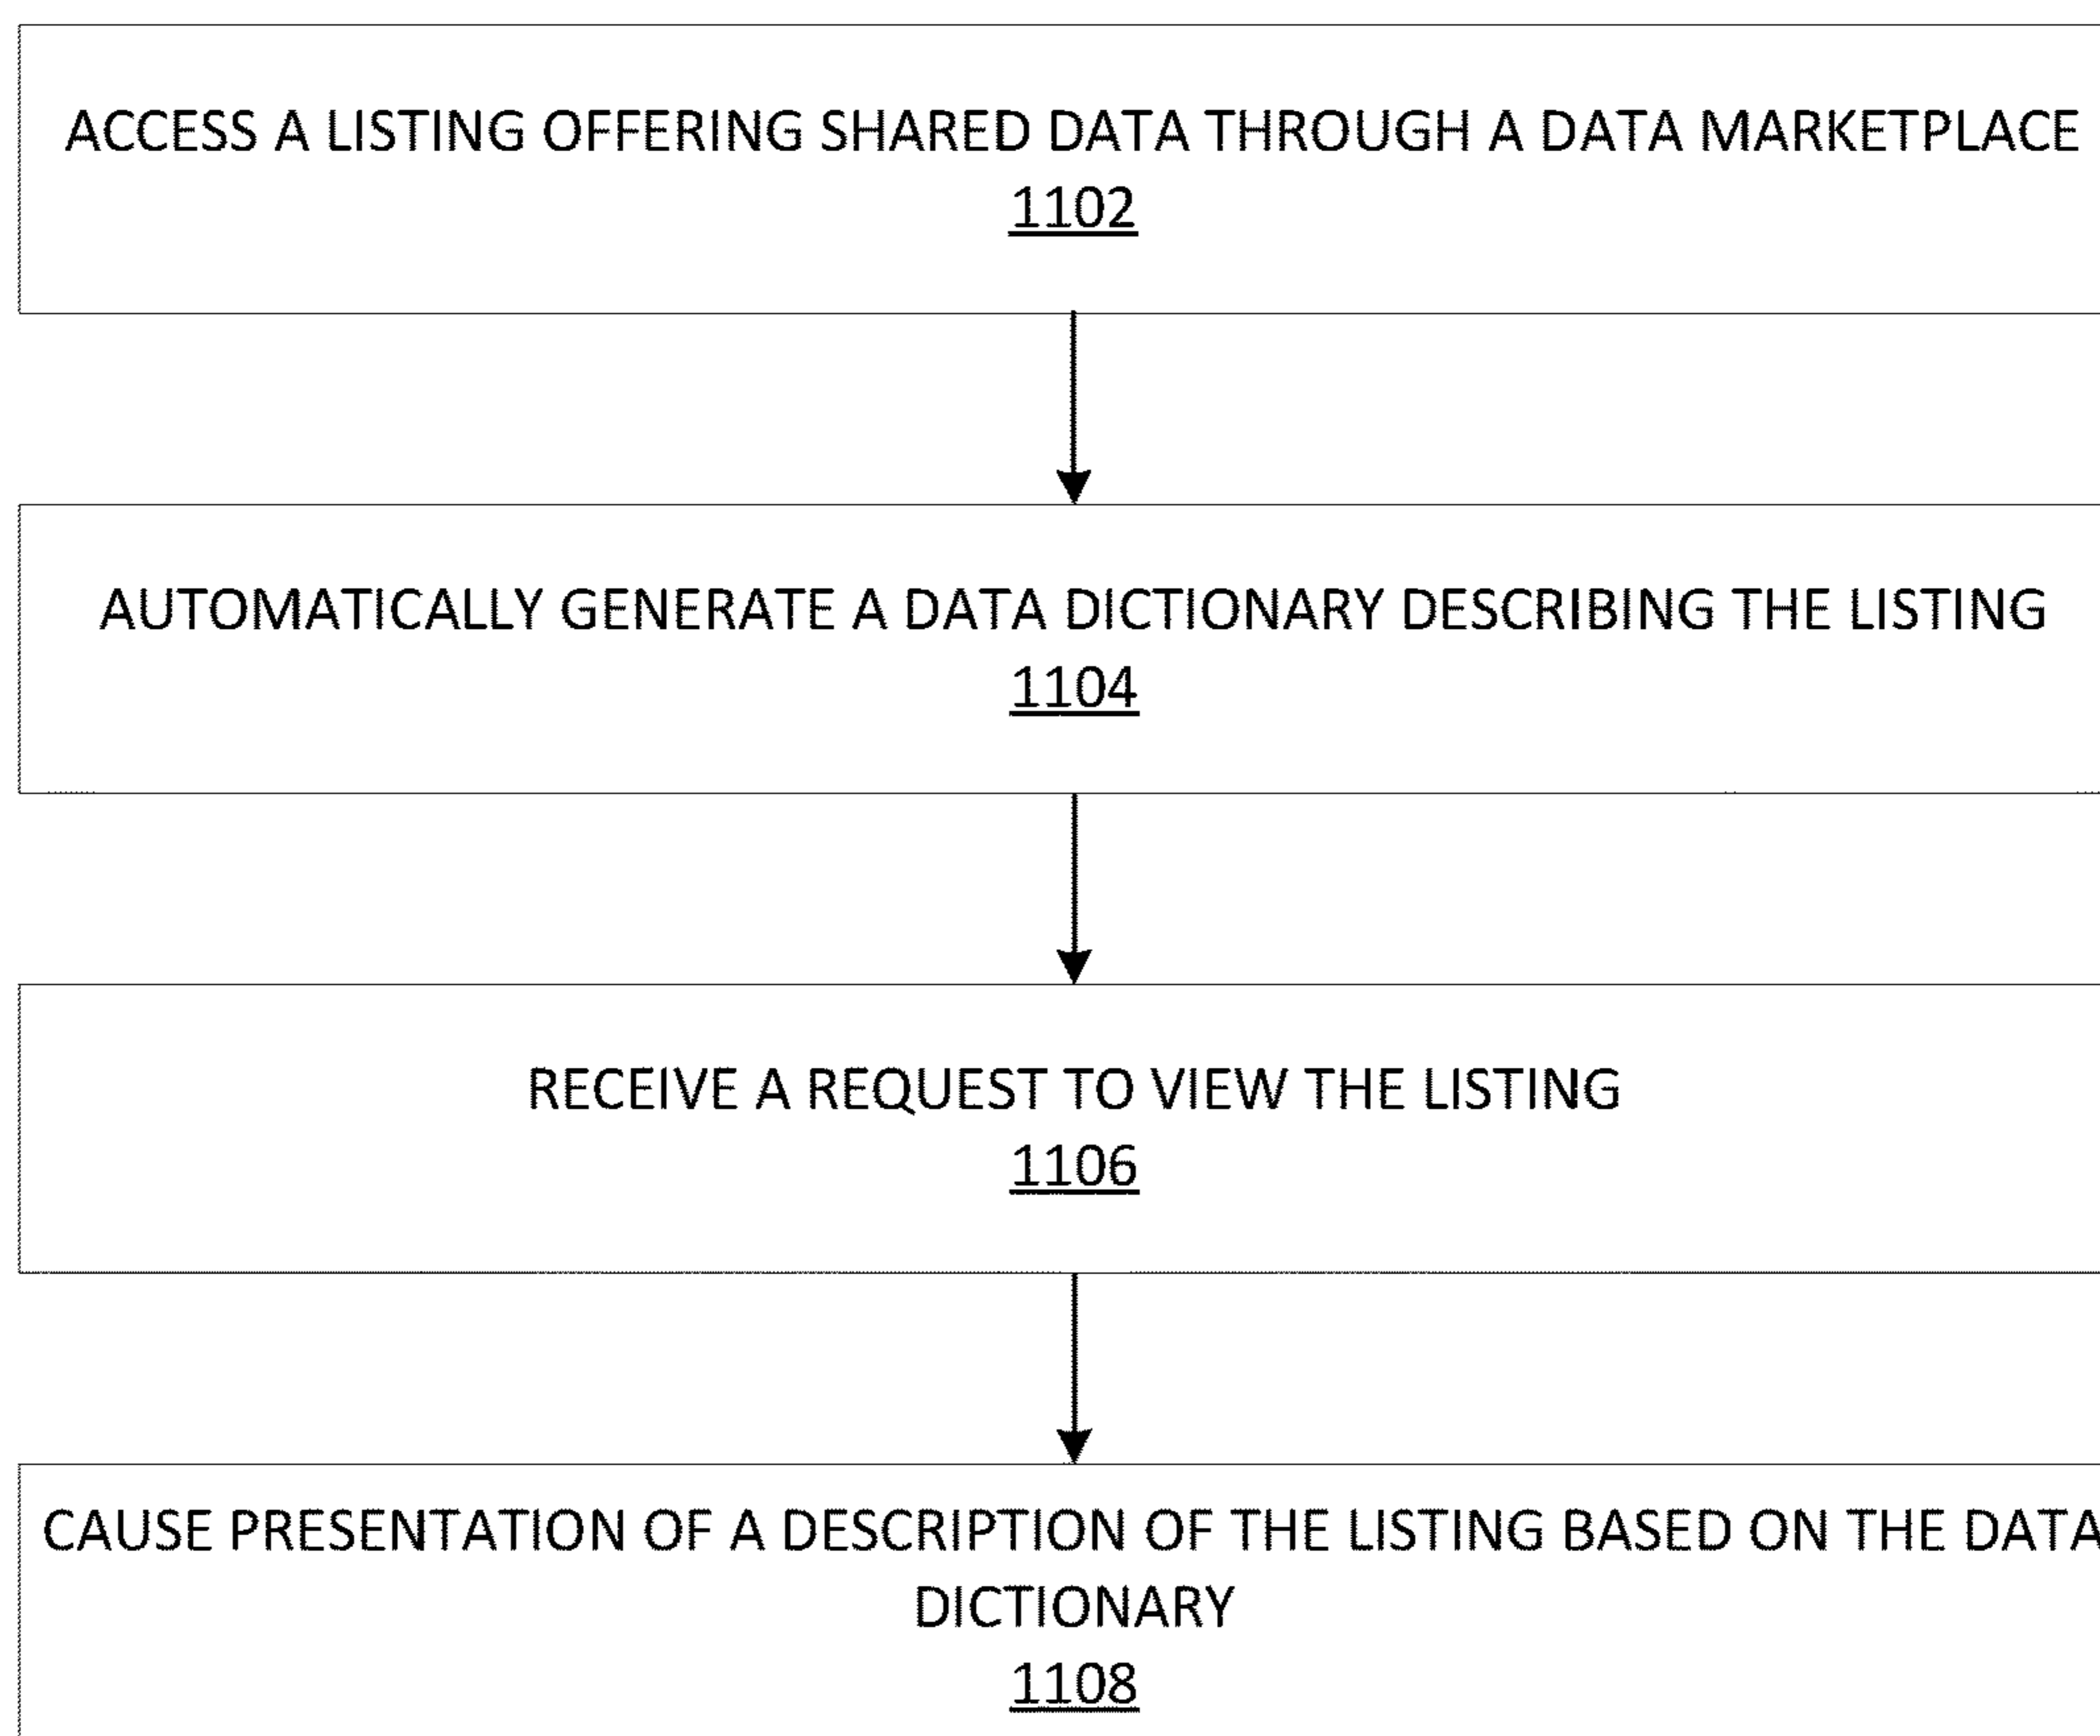 ACCESS A LISTING OFFERING SHARED DATA THROUGH A DATA MARKETPLACE
1102
AUTOMATICALLY GENERATE A DATA DICTIONARY DESCRIBING THE LISTING
1104
RECEIVE A REQUEST TO VIEW THE LISTING
1106
CAUSE PRESENTATION OF A DESCRIPTION OF THE LISTING BASED ON THE DATA
DICTIONARY
1108